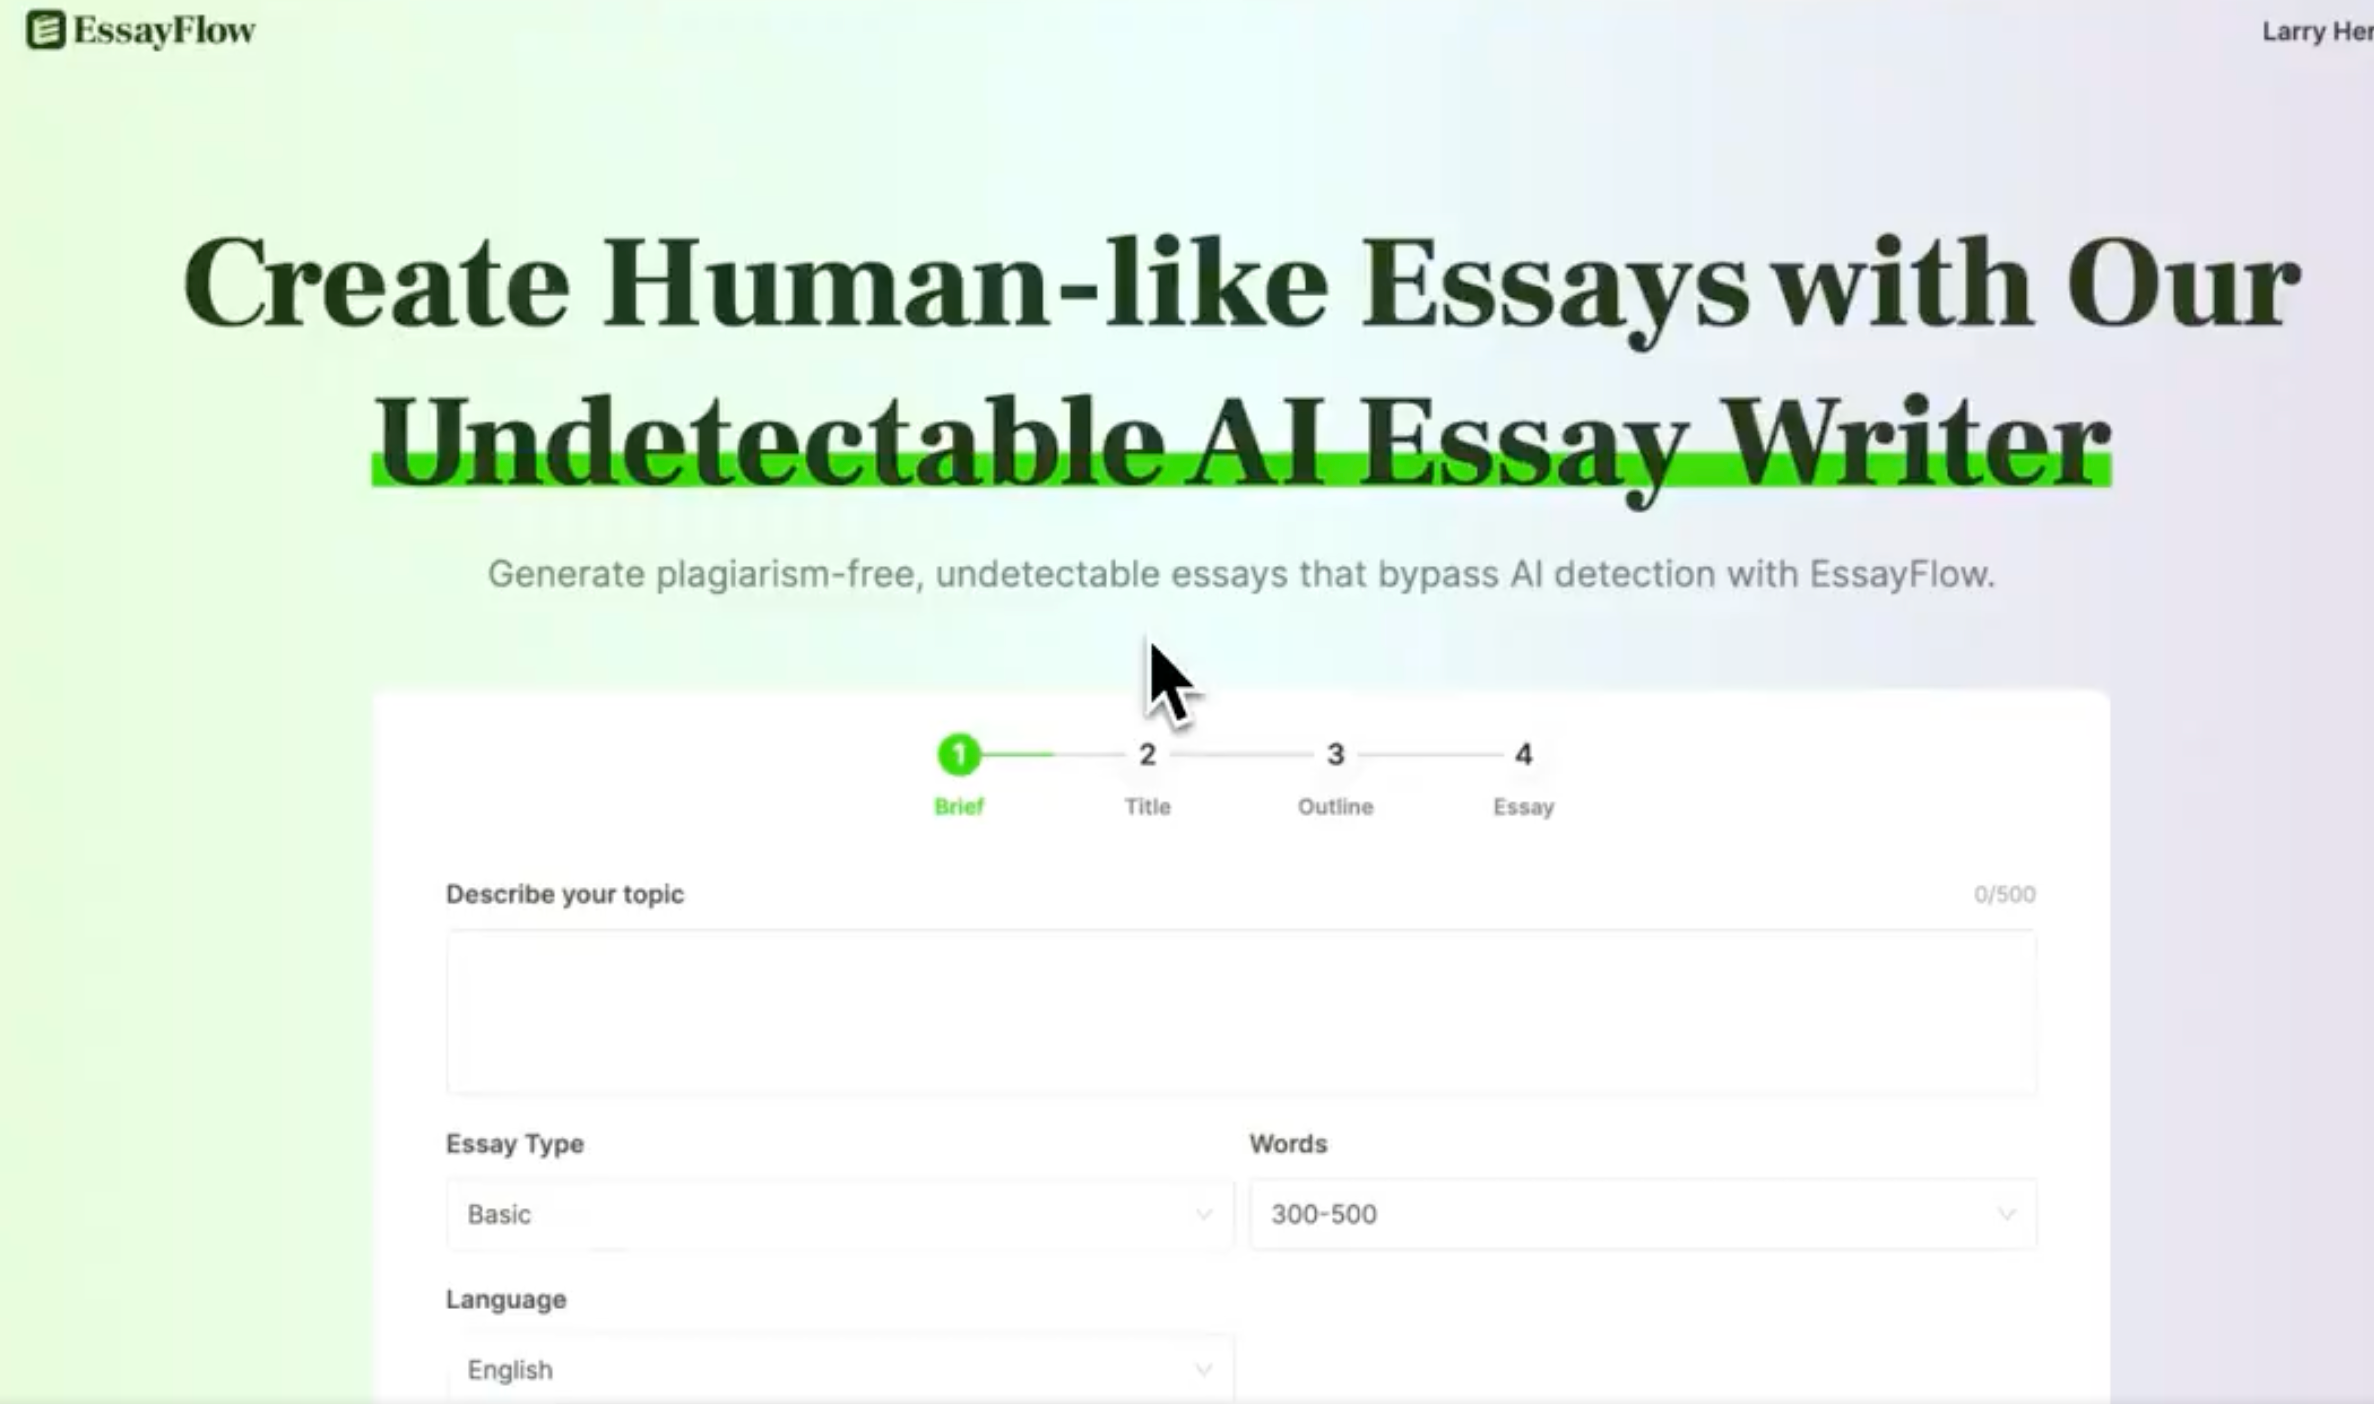 EssayFlow
Larry Her
Create Human-like Essays with Our
Undetectable AI Essay Writer
Generate plagiarism-free, undetectable essays that bypass AI detection with EssayFlow.
1 2 3 4
Brief Title Outline Essay
Describe your topic 0/500
Essay Type Words
Basic 300-500
Language
English